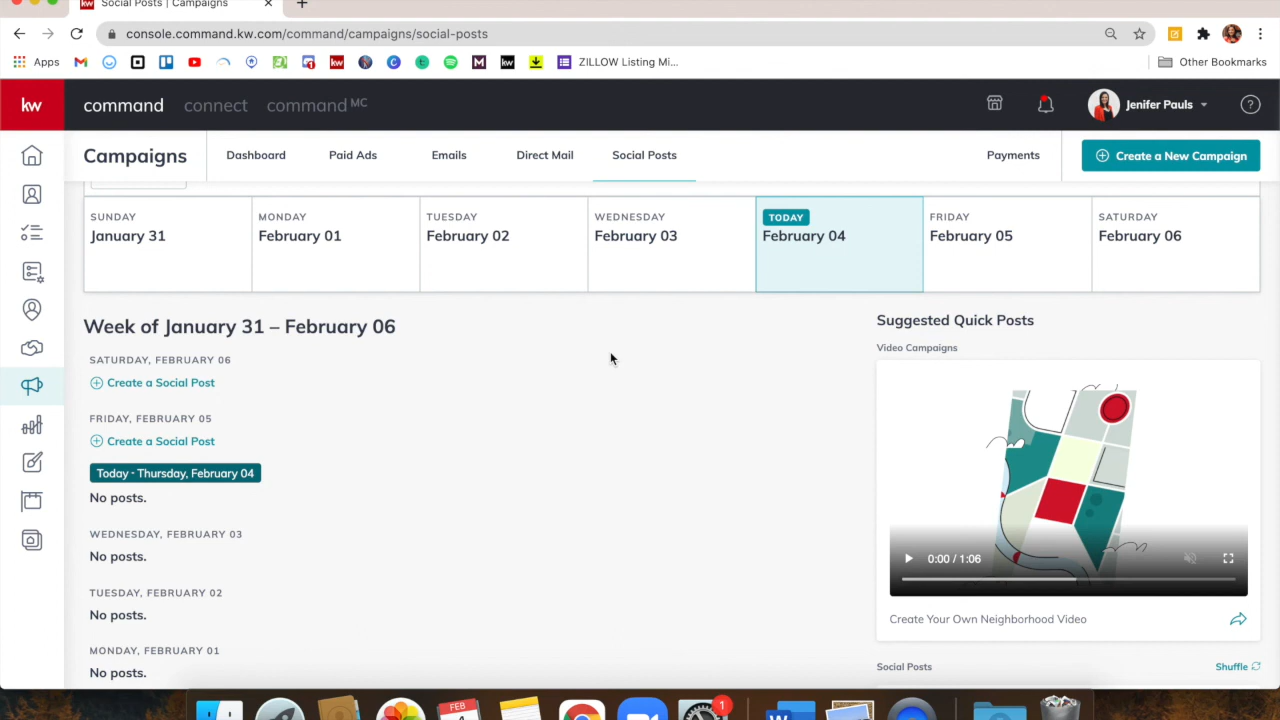 kw Social Posts | Campaigns × +
console.command.kw.com/command/campaigns/social-posts
Apps
kw
kw
ZILLOW Listing Mi...
Other Bookmarks
kw command connect command MC Jenifer Pauls ?
Campaigns Dashboard Paid Ads Emails Direct Mail Social Posts Payments Create a New Campaign
SUNDAY MONDAY TUESDAY WEDNESDAY TODAY FRIDAY SATURDAY
January 31 February 01 February 02 February 03 February 04 February 05 February 06
Week of January 31 – February 06
SATURDAY, FEBRUARY 06
Create a Social Post
FRIDAY, FEBRUARY 05
Create a Social Post
Today - Thursday, February 04
No posts.
WEDNESDAY, FEBRUARY 03
No posts.
TUESDAY, FEBRUARY 02
No posts.
MONDAY, FEBRUARY 01
No posts.
Suggested Quick Posts
Video Campaigns
0:00 / 1:06
Create Your Own Neighborhood Video
Social Posts Shuffle
FEB
4
1